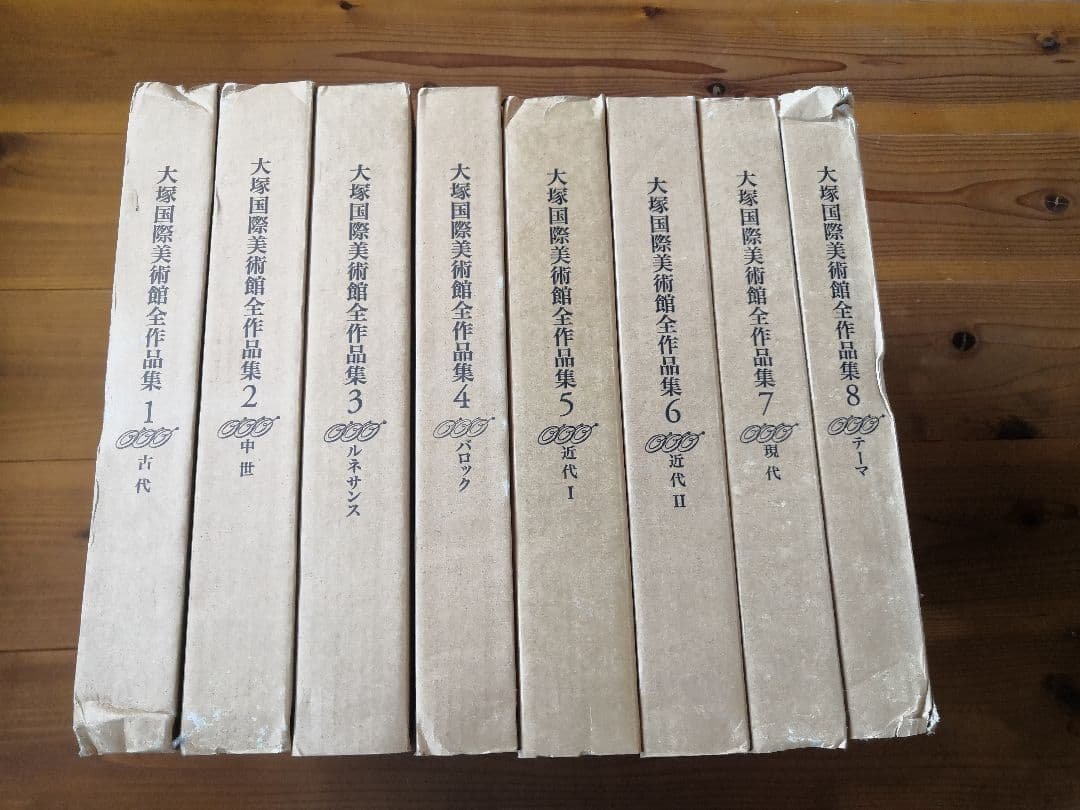 大塚国際美術館全作品集 1 古代
大塚国際美術館全作品集 2 中世
大塚国際美術館全作品集 3 ルネサンス
大塚国際美術館全作品集 4 バロック
大塚国際美術館全作品集 5 近代 I
大塚国際美術館全作品集 6 近代 II
大塚国際美術館全作品集 7 現代
大塚国際美術館全作品集 8 テーマ